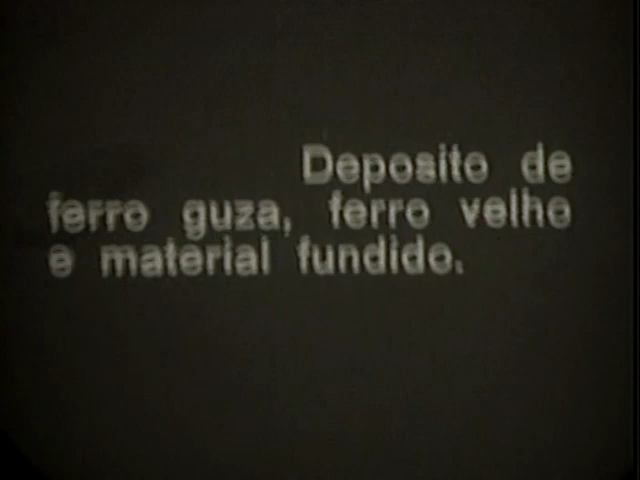 Deposito de
ferro guza, ferro velho
e material fundido.